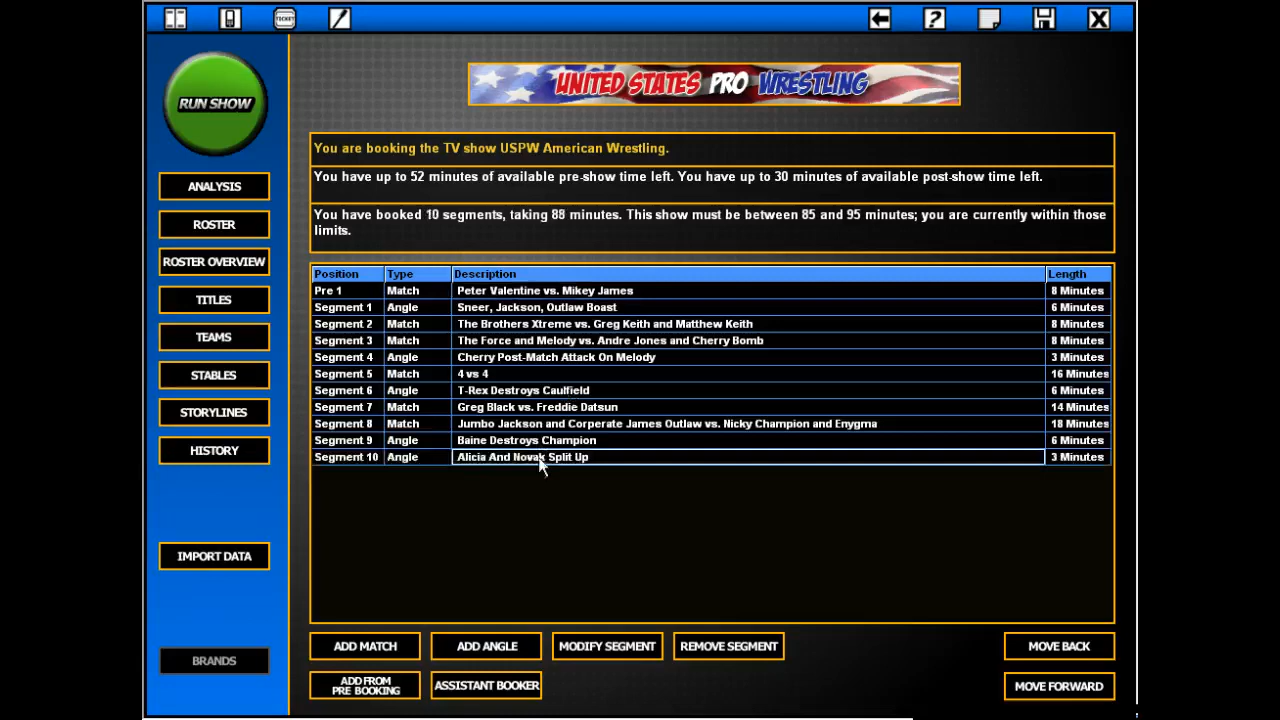 TICKET
?
X
RUN SHOW
UNITED STATES PRO WRESTLING
You are booking the TV show USPW American Wrestling.
You have up to 52 minutes of available pre-show time left. You have up to 30 minutes of available post-show time left.
You have booked 10 segments, taking 88 minutes. This show must be between 85 and 95 minutes; you are currently within those
limits.
ANALYSIS
ROSTER
ROSTER OVERVIEW
TITLES
TEAMS
STABLES
STORYLINES
HISTORY
IMPORT DATA
BRANDS
Position Type Description Length
Pre 1 Match Peter Valentine vs. Mikey James 8 Minutes
Segment 1 Angle Sneer, Jackson, Outlaw Boast 6 Minutes
Segment 2 Match The Brothers Xtreme vs. Greg Keith and Matthew Keith 8 Minutes
Segment 3 Match The Force and Melody vs. Andre Jones and Cherry Bomb 8 Minutes
Segment 4 Angle Cherry Post-Match Attack On Melody 3 Minutes
Segment 5 Match 4 vs 4 16 Minutes
Segment 6 Angle T-Rex Destroys Caulfield 6 Minutes
Segment 7 Match Greg Black vs. Freddie Datsun 14 Minutes
Segment 8 Match Jumbo Jackson and Corperate James Outlaw vs. Nicky Champion and Enygma 18 Minutes
Segment 9 Angle Baine Destroys Champion 6 Minutes
Segment 10 Angle Alicia And Novak Split Up 3 Minutes
ADD MATCH
ADD ANGLE
MODIFY SEGMENT
REMOVE SEGMENT
MOVE BACK
ADD FROM
PRE BOOKING
ASSISTANT BOOKER
MOVE FORWARD